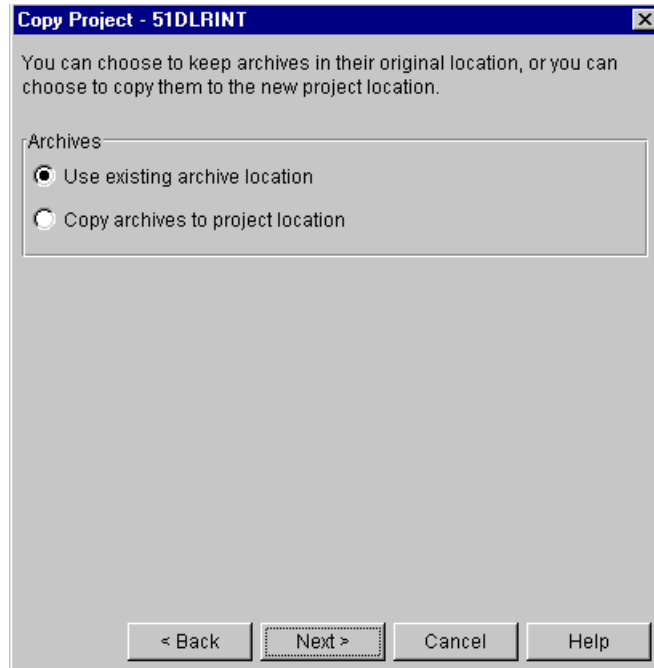 Copy Project - 51DLRINT
You can choose to keep archives in their original location, or you can
choose to copy them to the new project location.
Archives
Use existing archive location
Copy archives to project location
< Back Next > Cancel Help